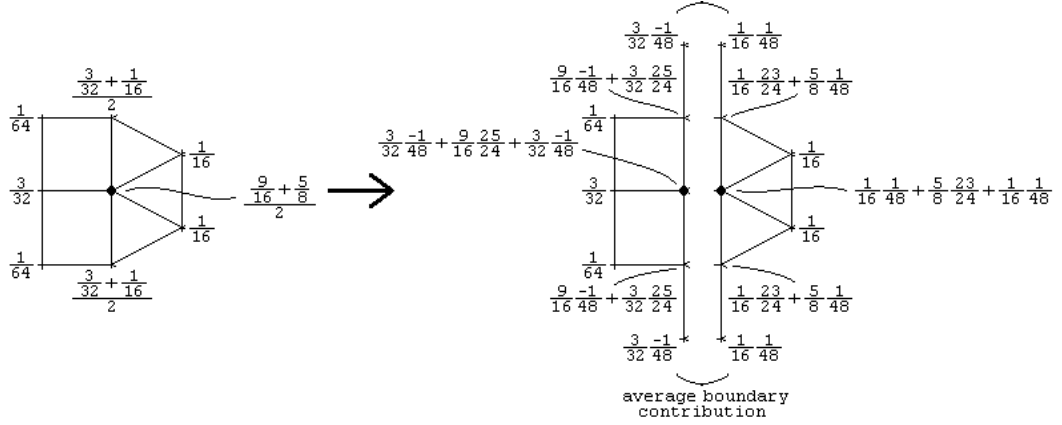 3/32 -1/48
1/16 1/48
(3/32 + 1/16)/2
9/16 -1/48 + 3/32 25/24
1/16 23/24 + 5/8 1/48
1/64
1/64
3/32 -1/48 + 9/16 25/24 + 3/32 -1/48
1/16
1/16
3/32
(9/16 + 5/8)/2
3/32
1/16 1/48 + 5/8 23/24 + 1/16 1/48
1/16
1/16
1/64
1/64
(3/32 + 1/16)/2
9/16 -1/48 + 3/32 25/24
1/16 23/24 + 5/8 1/48
3/32 -1/48
1/16 1/48
average boundary
contribution